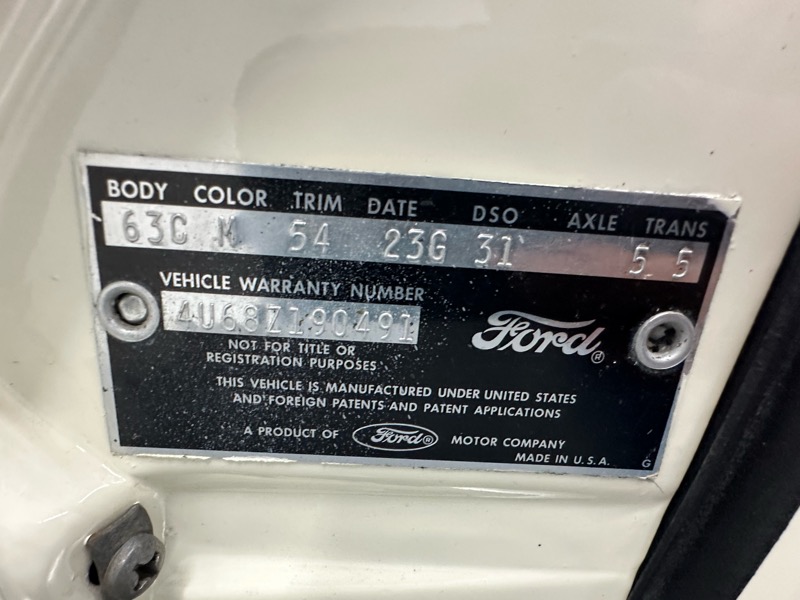 BODY COLOR TRIM DATE DSO AXLE TRANS
63C M 54 23G 31 5 5
VEHICLE WARRANTY NUMBER
4U68Z190491
Ford®
NOT FOR TITLE OR
REGISTRATION PURPOSES
THIS VEHICLE IS MANUFACTURED UNDER UNITED STATES
AND FOREIGN PATENTS AND PATENT APPLICATIONS
A PRODUCT OF Ford® MOTOR COMPANY
MADE IN U.S.A. G